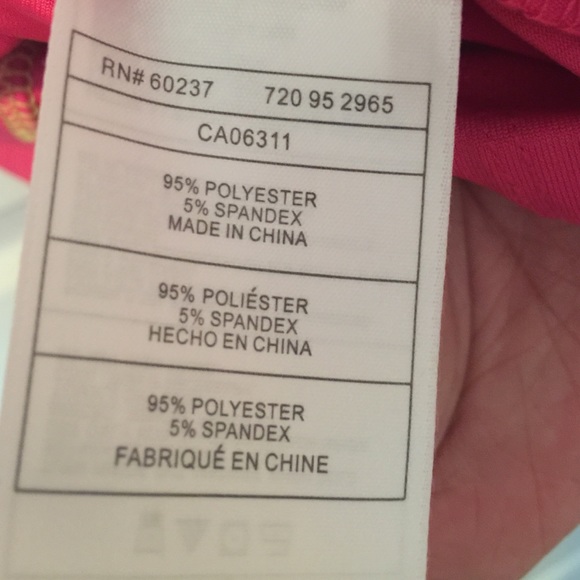 RN# 60237 720 95 2965
CA06311
95% POLYESTER
5% SPANDEX
MADE IN CHINA
95% POLIÉSTER
5% SPANDEX
HECHO EN CHINA
95% POLYESTER
5% SPANDEX
FABRIQUÉ EN CHINE